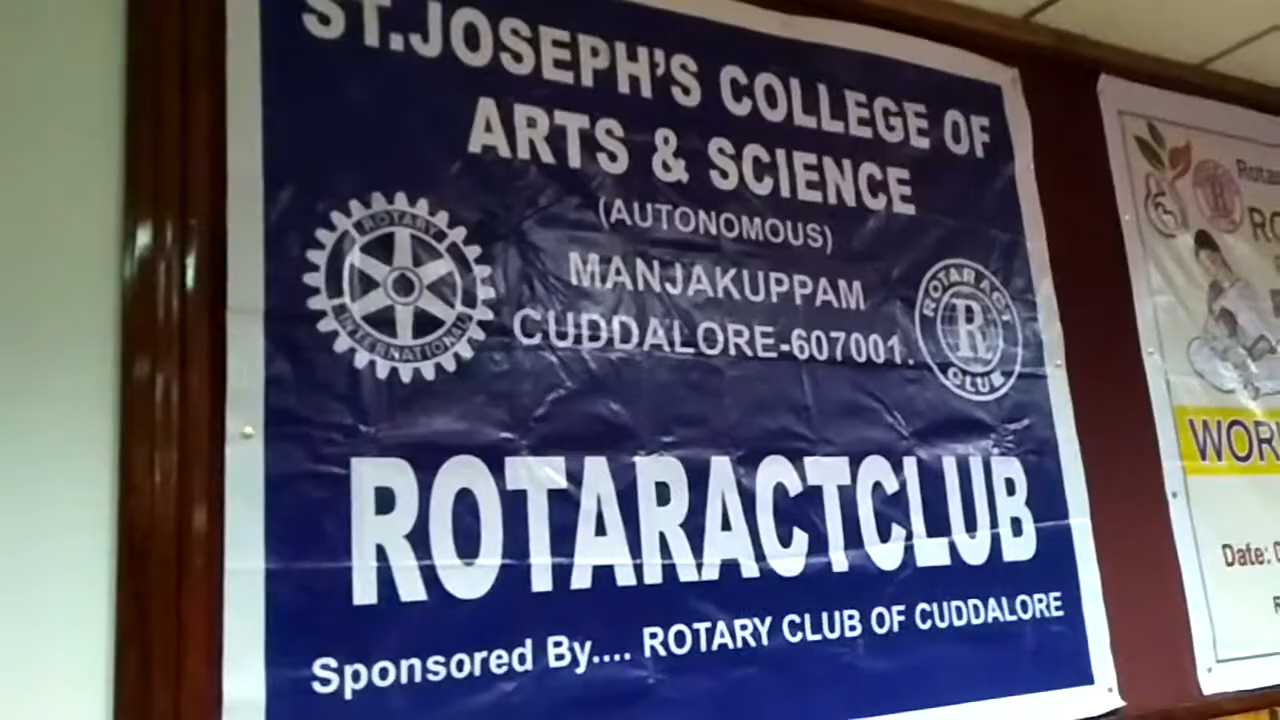 ST.JOSEPH'S COLLEGE OF
ARTS & SCIENCE
(AUTONOMOUS)
MANJAKUPPAM
CUDDALORE-607001.
ROTARY
INTERNATIONAL
ROTARACT
R
CLUB
ROTARACTCLUB
Sponsored By.... ROTARY CLUB OF CUDDALORE
R
Date: